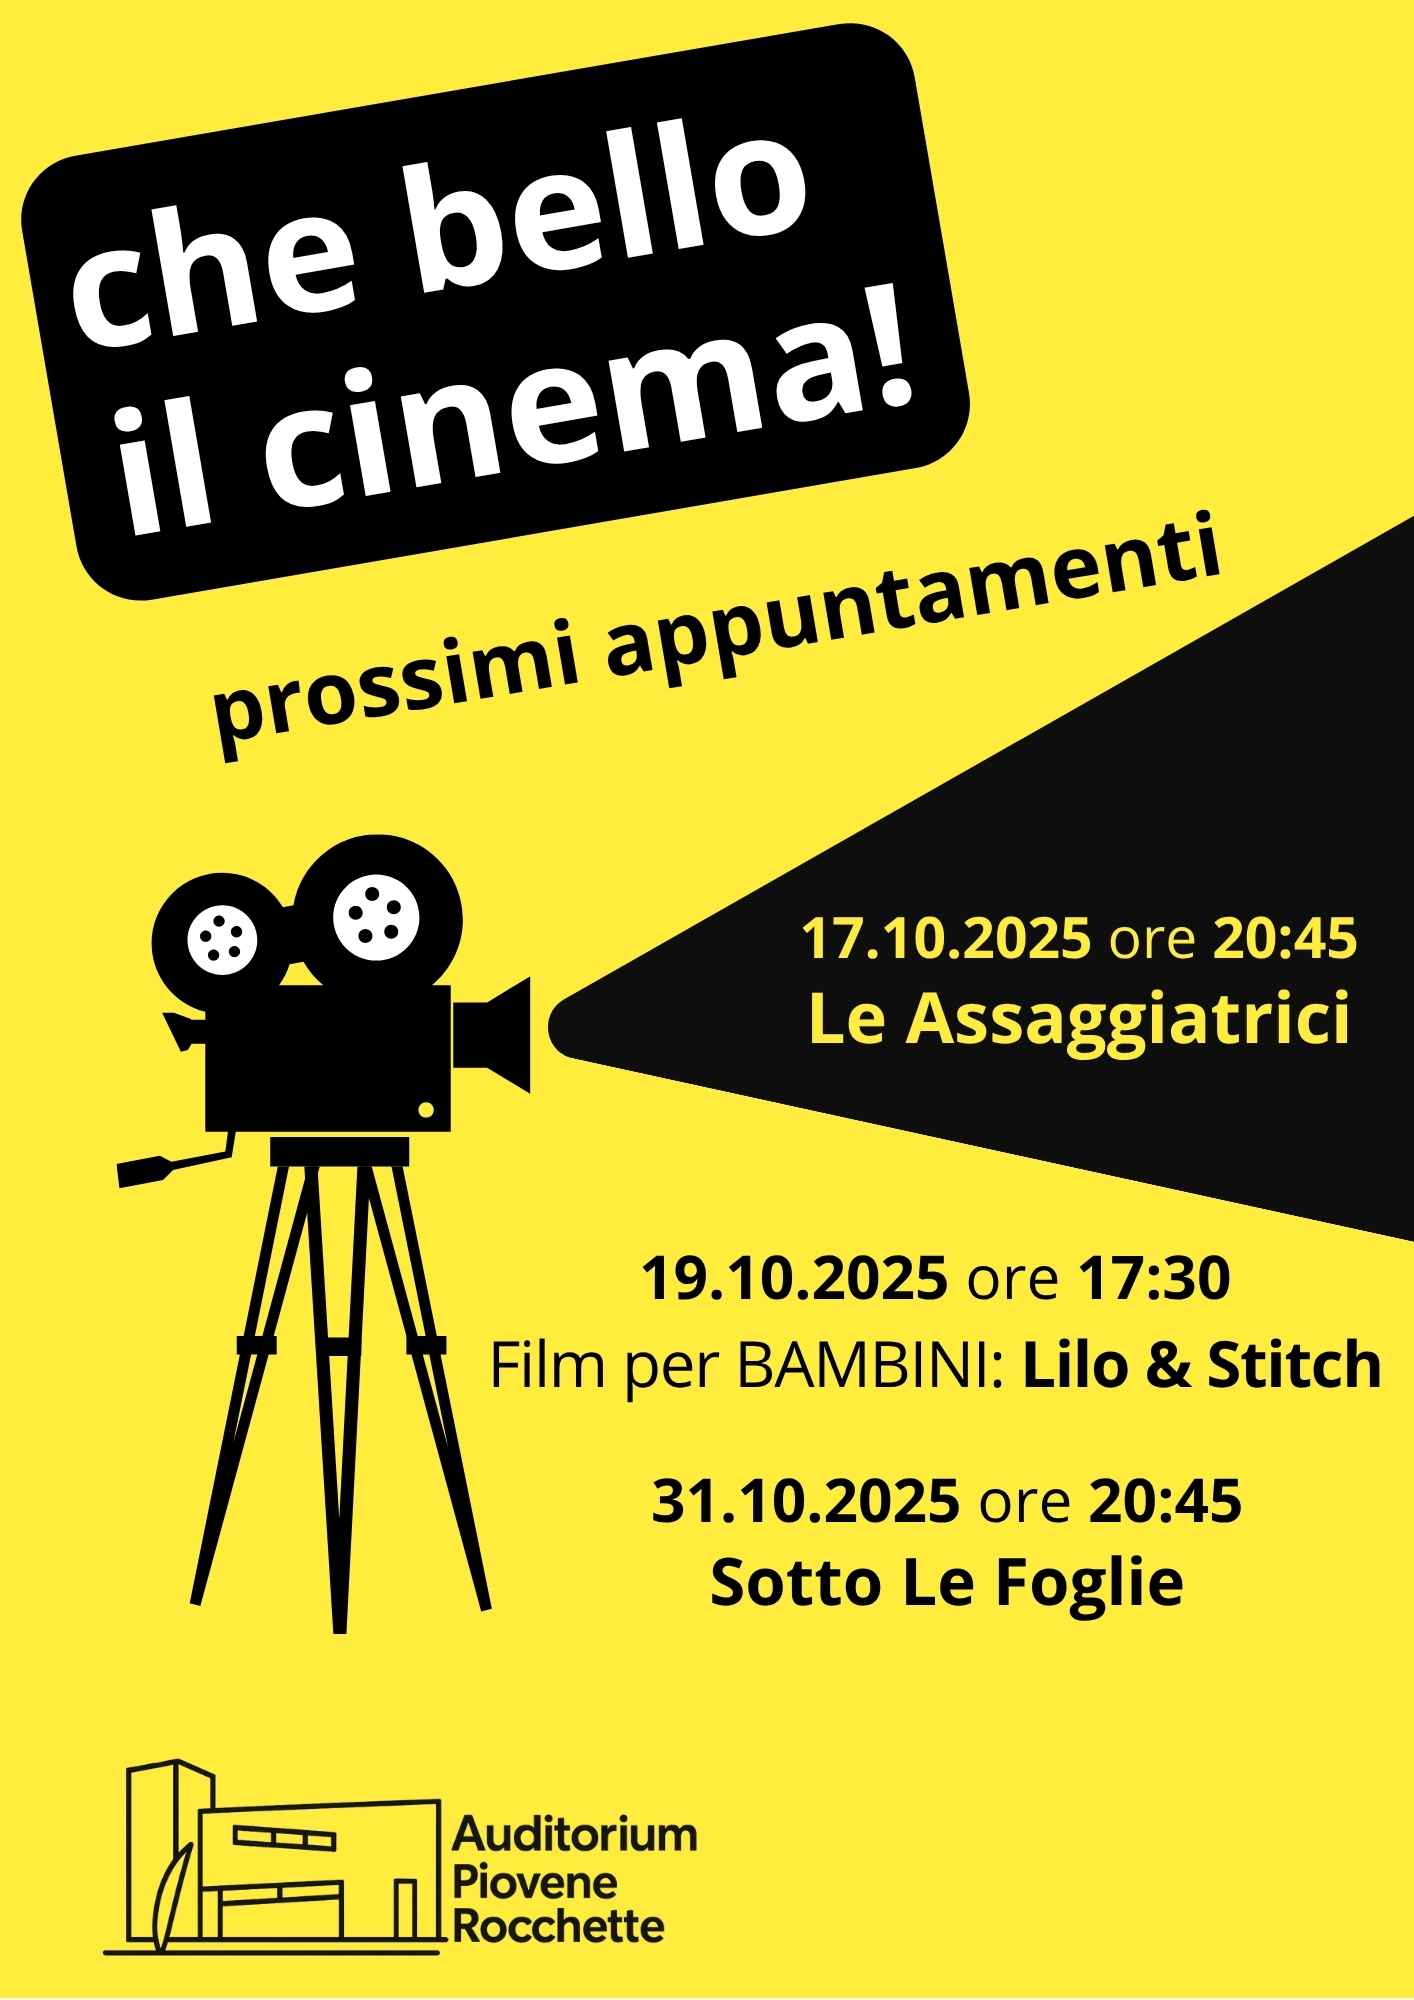 che bello
il cinema!
prossimi appuntamenti
17.10.2025 ore 20:45
Le Assaggiatrici
19.10.2025 ore 17:30
Film per BAMBINI: Lilo & Stitch
31.10.2025 ore 20:45
Sotto Le Foglie
Auditorium
Piovene
Rocchette